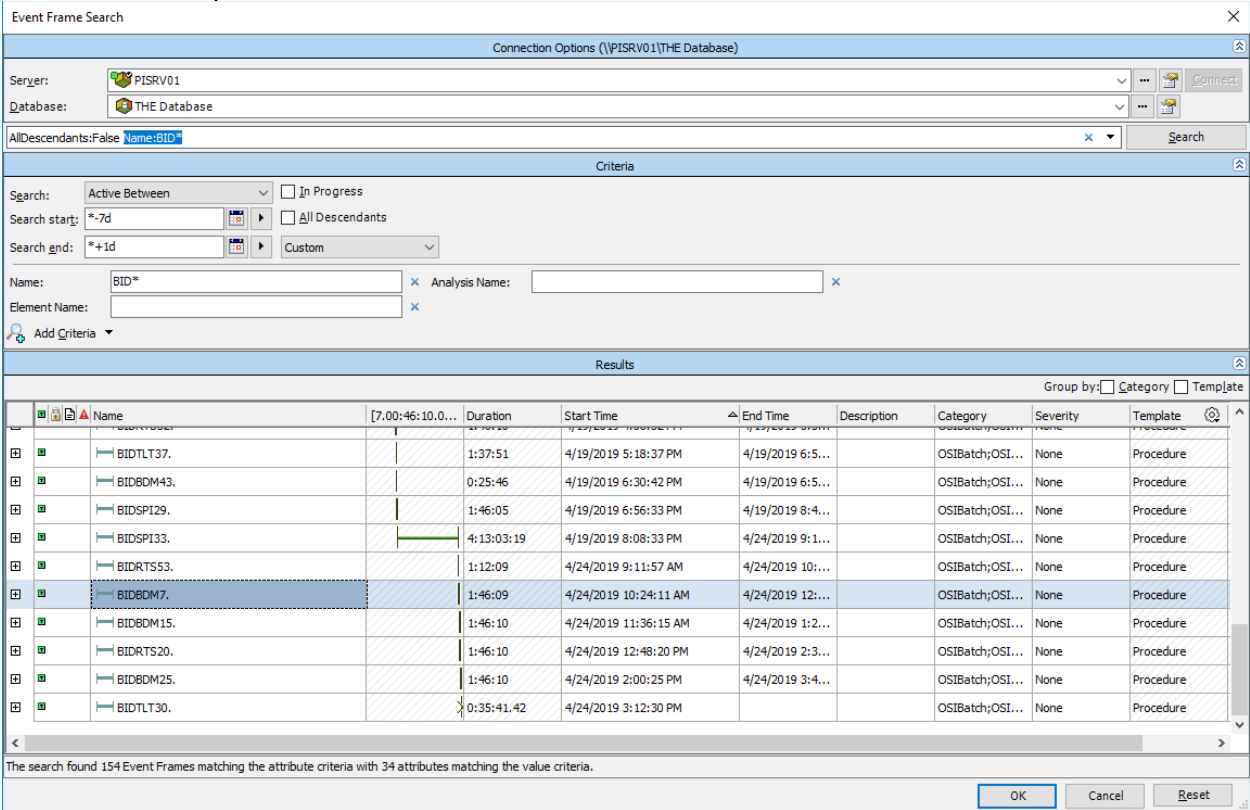 Event Frame Search
Connection Options (\\PISRV01\THE Database)
Server: PISRV01 ... Connect
Database: THE Database ...
AllDescendants:False Name:BID* Search
Criteria
Search: Active Between In Progress
Search start: *-7d All Descendants
Search end: *+1d Custom
Name: BID* Analysis Name:
Element Name:
Add Criteria
Results
Group by: Category Template
Name [7.00:46:10.0... Duration Start Time End Time Description Category Severity Template
BIDTLT37. 1:37:51 4/19/2019 5:18:37 PM 4/19/2019 6:5... OSIBatch;OSI... None Procedure
BIDBDM43. 0:25:46 4/19/2019 6:30:42 PM 4/19/2019 6:5... OSIBatch;OSI... None Procedure
BIDSPI29. 1:46:05 4/19/2019 6:56:33 PM 4/19/2019 8:4... OSIBatch;OSI... None Procedure
BIDSPI33. 4:13:03:19 4/19/2019 8:08:33 PM 4/24/2019 9:1... OSIBatch;OSI... None Procedure
BIDRTS53. 1:12:09 4/24/2019 9:11:57 AM 4/24/2019 10:... OSIBatch;OSI... None Procedure
BIDBDM7. 1:46:09 4/24/2019 10:24:11 AM 4/24/2019 12:... OSIBatch;OSI... None Procedure
BIDBDM15. 1:46:10 4/24/2019 11:36:15 AM 4/24/2019 1:2... OSIBatch;OSI... None Procedure
BIDRTS20. 1:46:10 4/24/2019 12:48:20 PM 4/24/2019 2:3... OSIBatch;OSI... None Procedure
BIDBDM25. 1:46:10 4/24/2019 2:00:25 PM 4/24/2019 3:4... OSIBatch;OSI... None Procedure
BIDTLT30. 0:35:41.42 4/24/2019 3:12:30 PM OSIBatch;OSI... None Procedure
The search found 154 Event Frames matching the attribute criteria with 34 attributes matching the value criteria.
OK Cancel Reset